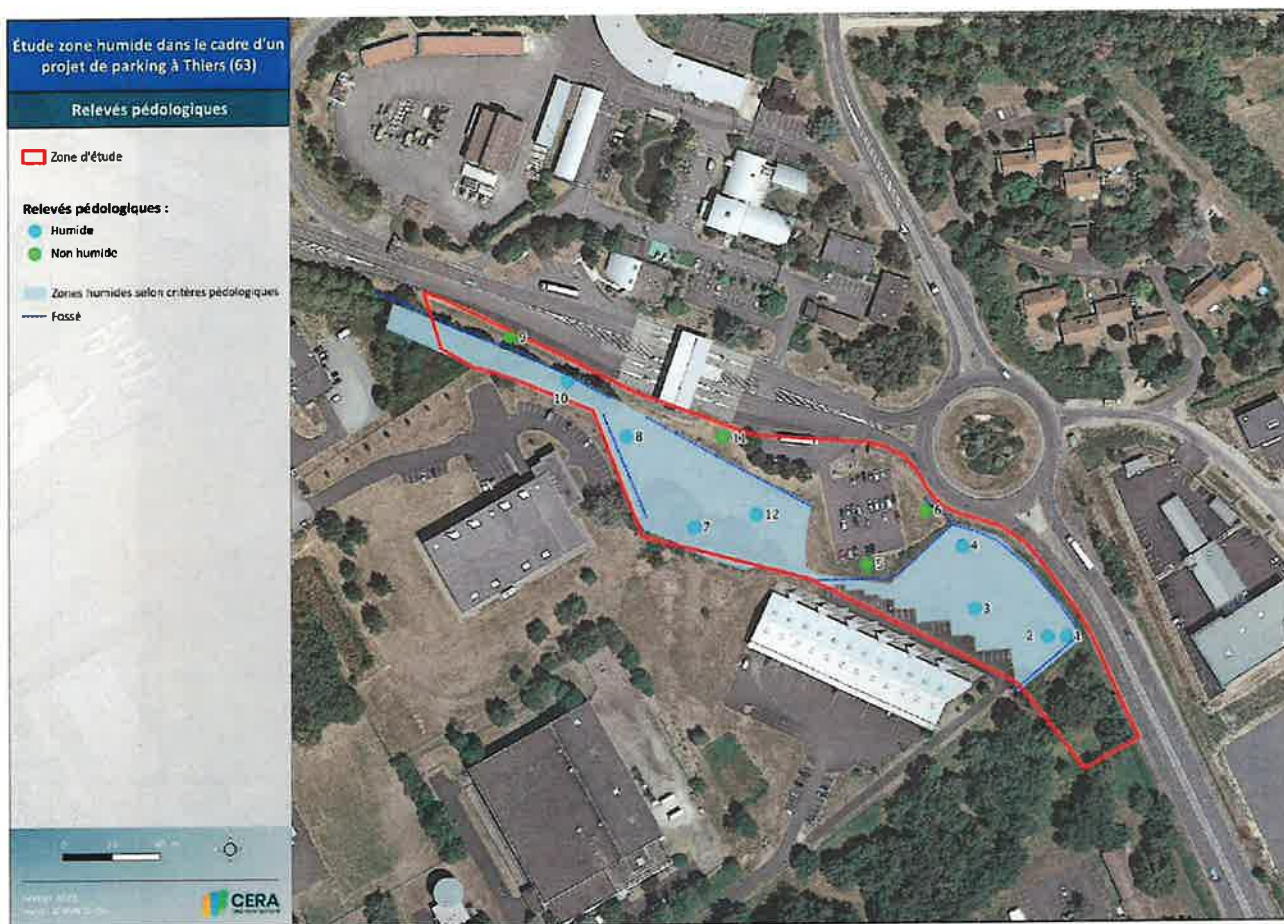 Étude zone humide dans le cadre d'un
projet de parking à Thiers (63)
Relevés pédologiques
Zone d'étude
Relevés pédologiques :
Humide
Non humide
Zones humides selon critères pédologiques
Fossé
0
CERA
9
10
8
11
12
7
6
5
4
3
2
1